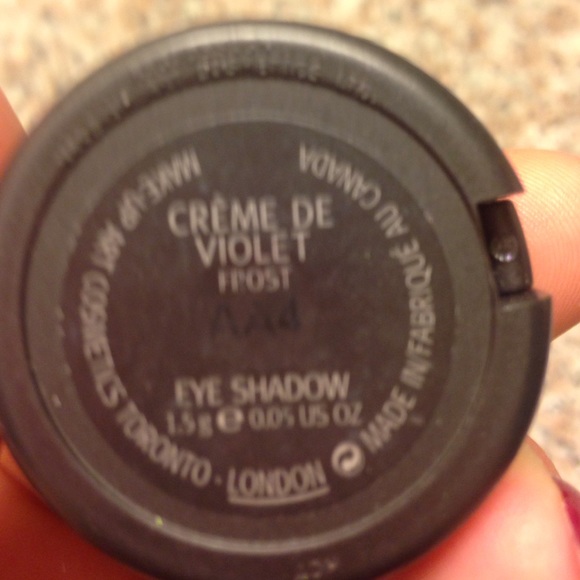 CRÈME DE
VIOLET
FROST
EYE SHADOW
1.5 g e 0.05 US OZ
MAKE-UP ART COSMETICS TORONTO · LONDON
MADE IN/FABRIQUÉ AU CANADA